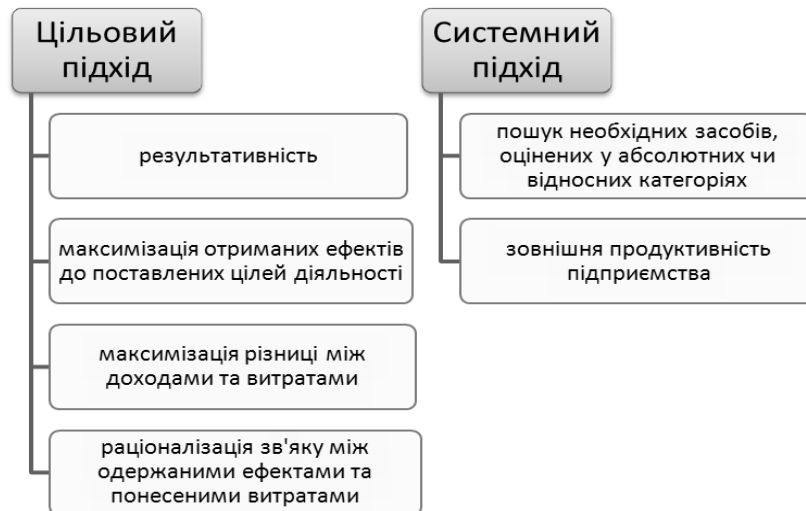 Цільовий
підхід
результативність
максимізація отриманих ефектів
до поставлених цілей діяльності
максимізація різниці між
доходами та витратами
раціоналізація зв'яку між
одержаними ефектами та
понесеними витратами
Системний
підхід
пошук необхідних засобів,
оцінених у абсолютних чи
відносних категоріях
зовнішня продуктивність
підприємства